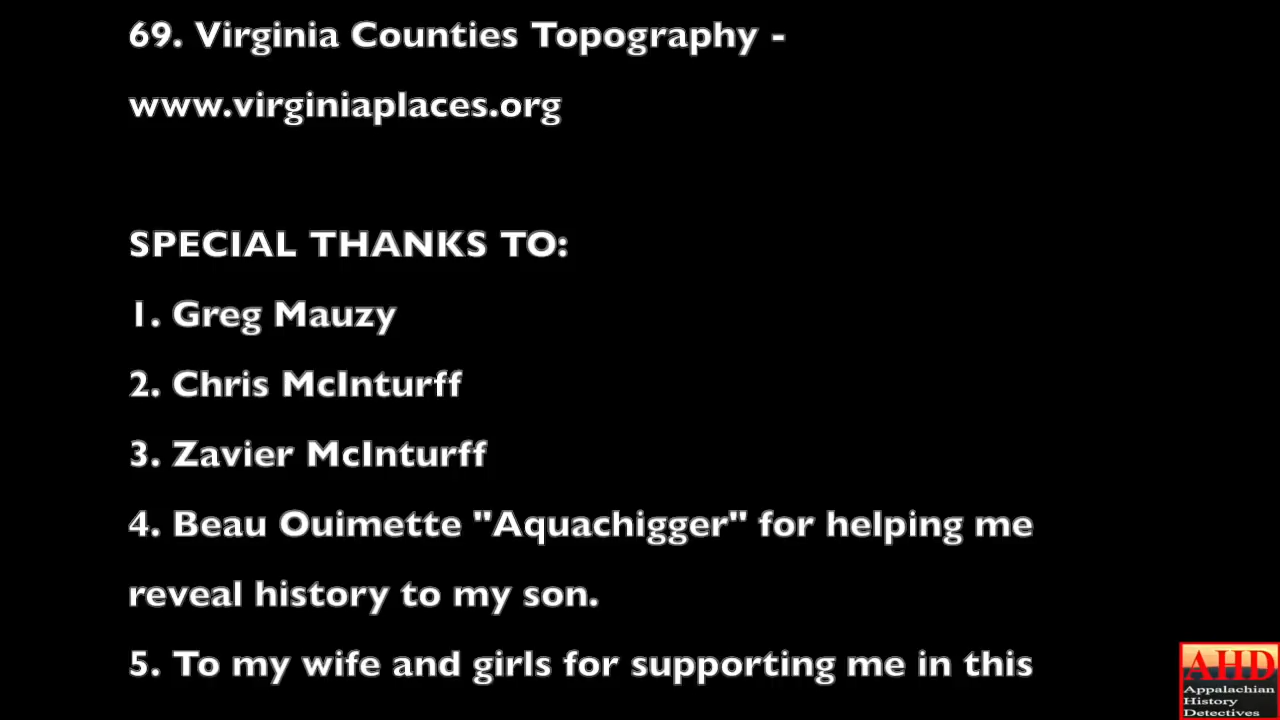 69. Virginia Counties Topography -
www.virginiaplaces.org
SPECIAL THANKS TO:
1. Greg Mauzy
2. Chris McInturff
3. Zavier McInturff
4. Beau Ouimette "Aquachigger" for helping me
reveal history to my son.
5. To my wife and girls for supporting me in this
AHD
Appalachian
History
Detectives